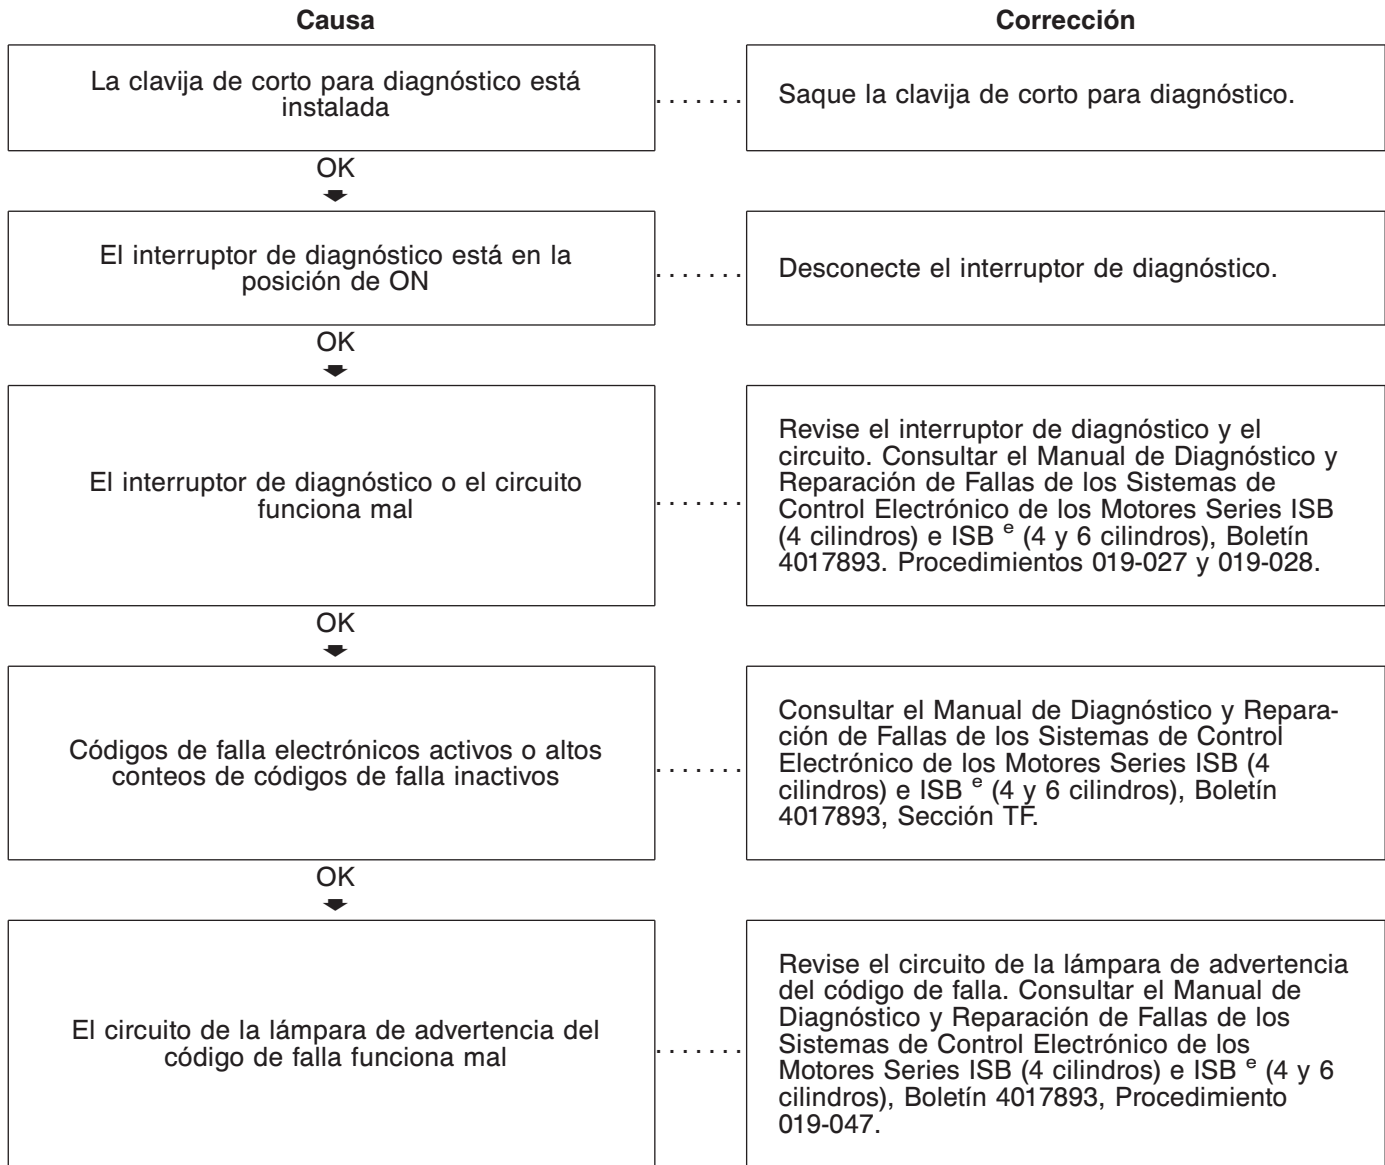 Causa
Corrección
La clavija de corto para diagnóstico está
instalada
.......
Saque la clavija de corto para diagnóstico.
OK
El interruptor de diagnóstico está en la
posición de ON
.......
Desconecte el interruptor de diagnóstico.
OK
El interruptor de diagnóstico o el circuito
funciona mal
.......
Revise el interruptor de diagnóstico y el
circuito. Consultar el Manual de Diagnóstico y
Reparación de Fallas de los Sistemas de
Control Electrónico de los Motores Series ISB
(4 cilindros) e ISB e (4 y 6 cilindros), Boletín
4017893. Procedimientos 019-027 y 019-028.
OK
Códigos de falla electrónicos activos o altos
conteos de códigos de falla inactivos
.......
Consultar el Manual de Diagnóstico y Repara-
ción de Fallas de los Sistemas de Control
Electrónico de los Motores Series ISB (4
cilindros) e ISB e (4 y 6 cilindros), Boletín
4017893, Sección TF.
OK
El circuito de la lámpara de advertencia del
código de falla funciona mal
.......
Revise el circuito de la lámpara de advertencia
del código de falla. Consultar el Manual de
Diagnóstico y Reparación de Fallas de los
Sistemas de Control Electrónico de los
Motores Series ISB (4 cilindros) e ISB e (4 y 6
cilindros), Boletín 4017893, Procedimiento
019-047.